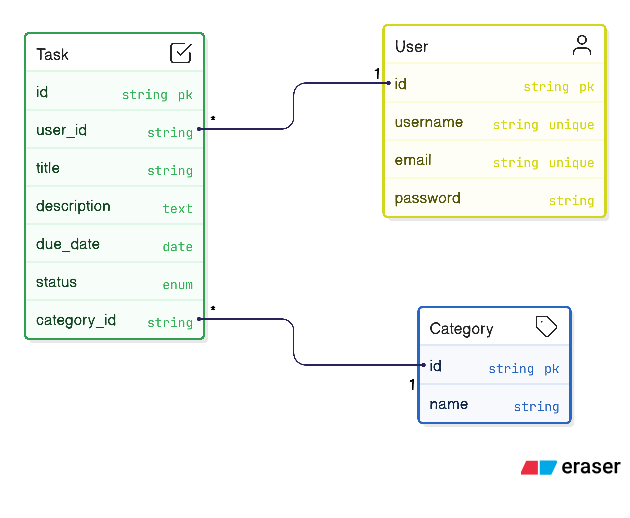 Task
id string pk
user_id string
title string
description text
due_date date
status enum
category_id string
*
*
User
1
id string pk
username string unique
email string unique
password string
Category
id string pk
1
name string
eraser